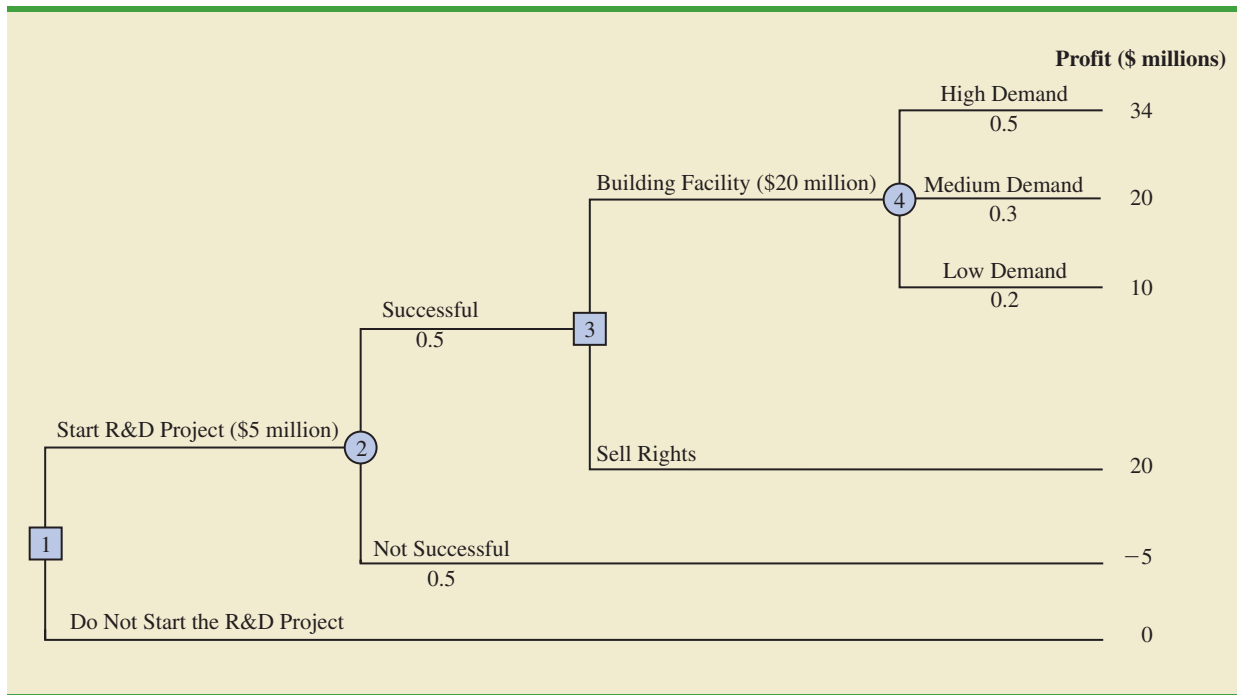 Profit ($ millions)
High Demand
0.5
34
Building Facility ($20 million)
4
Medium Demand
0.3
20
Low Demand
0.2
10
Successful
0.5
3
Start R&D Project ($5 million)
2
Sell Rights
20
1
Not Successful
0.5
−5
Do Not Start the R&D Project
0